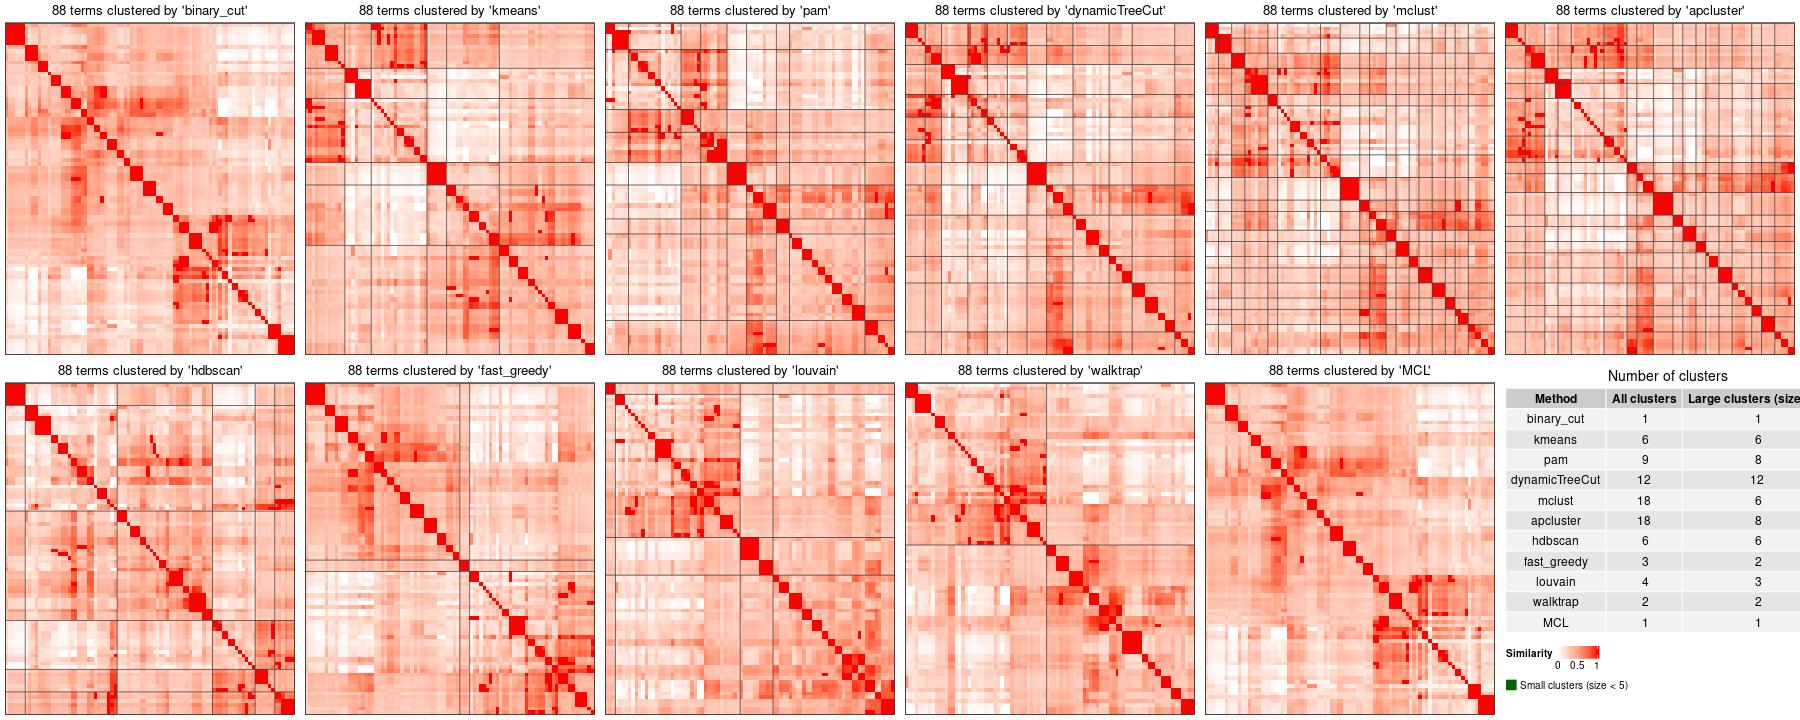 88 terms clustered by 'binary_cut'
88 terms clustered by 'kmeans'
88 terms clustered by 'pam'
88 terms clustered by 'dynamicTreeCut'
88 terms clustered by 'mclust'
88 terms clustered by 'apcluster'
88 terms clustered by 'hdbscan'
88 terms clustered by 'fast_greedy'
88 terms clustered by 'louvain'
88 terms clustered by 'walktrap'
88 terms clustered by 'MCL'
Number of clusters
Method All clusters Large clusters (size
binary_cut 1 1
kmeans 6 6
pam 9 8
dynamicTreeCut 12 12
mclust 18 6
apcluster 18 8
hdbscan 6 6
fast_greedy 3 2
louvain 4 3
walktrap 2 2
MCL 1 1
Similarity
0 0.5 1
Small clusters (size < 5)